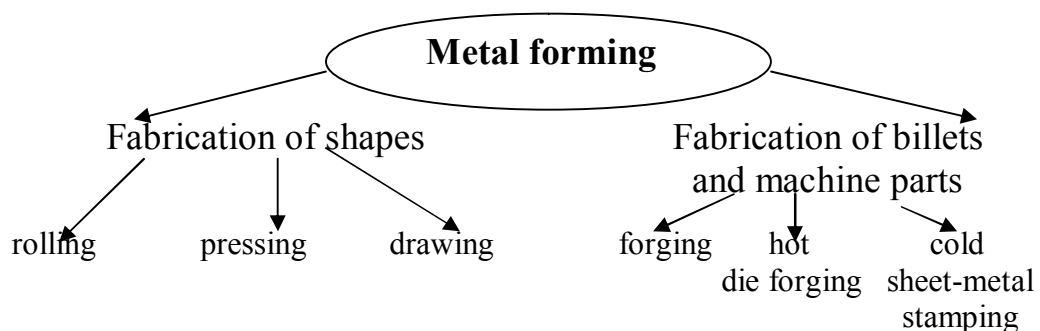 Metal forming
Fabrication of shapes
Fabrication of billets
and machine parts
rolling
pressing
drawing
forging
hot
die forging
cold
sheet-metal
stamping